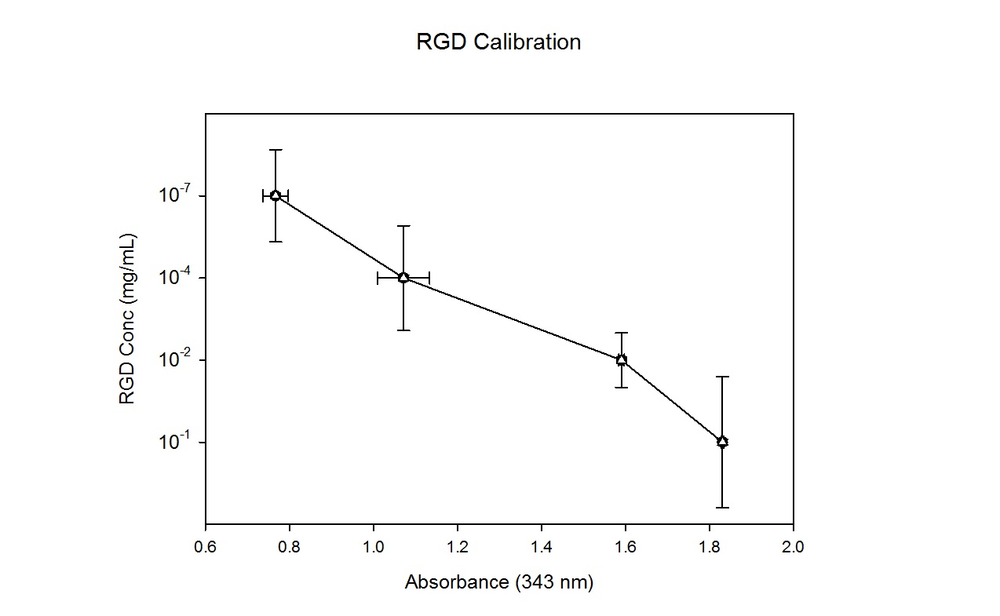 RGD Calibration
RGD Conc (mg/mL)
10⁻⁷
10⁻⁴
10⁻²
10⁻¹
0.6 0.8 1.0 1.2 1.4 1.6 1.8 2.0
Absorbance (343 nm)